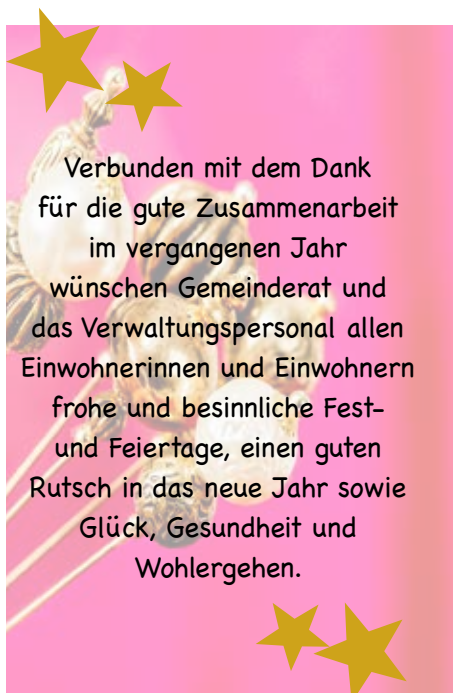 Verbunden mit dem Dank
für die gute Zusammenarbeit
im vergangenen Jahr
wünschen Gemeinderat und
das Verwaltungspersonal allen
Einwohnerinnen und Einwohnern
frohe und besinnliche Fest-
und Feiertage, einen guten
Rutsch in das neue Jahr sowie
Glück, Gesundheit und
Wohlergehen.